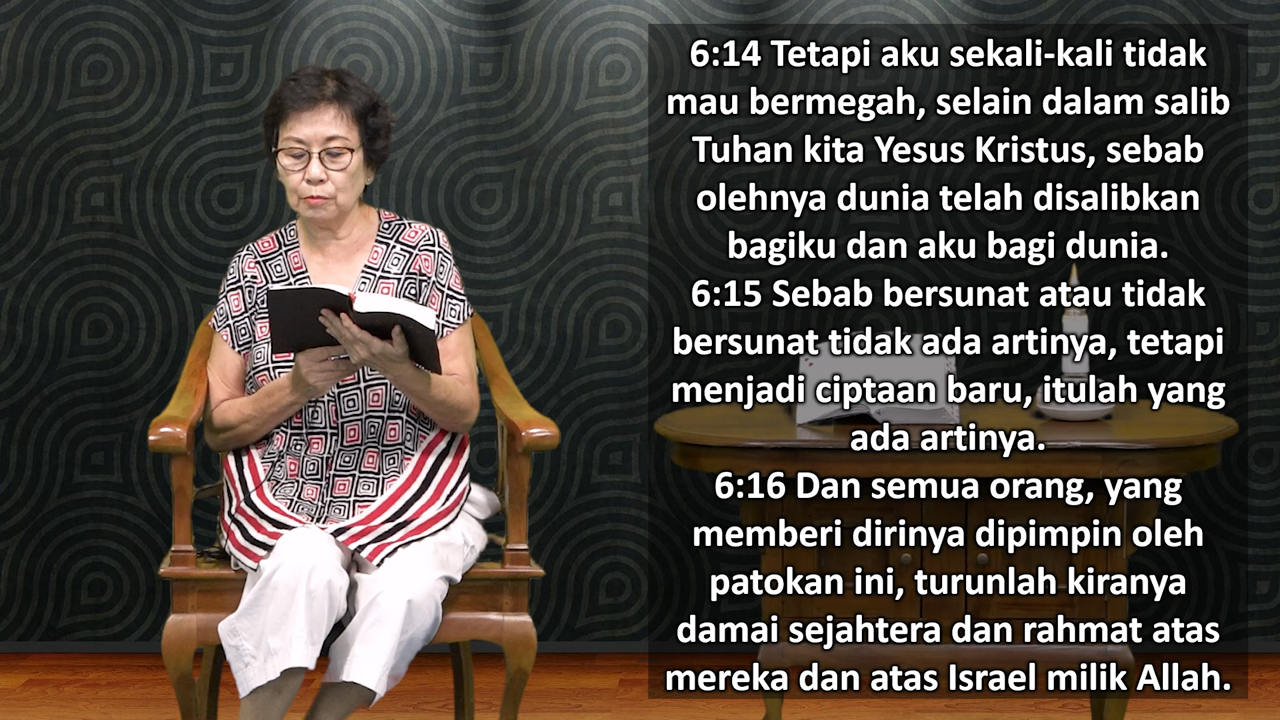 6:14 Tetapi aku sekali-kali tidak
mau bermegah, selain dalam salib
Tuhan kita Yesus Kristus, sebab
olehnya dunia telah disalibkan
bagiku dan aku bagi dunia.
6:15 Sebab bersunat atau tidak
bersunat tidak ada artinya, tetapi
menjadi ciptaan baru, itulah yang
ada artinya.
6:16 Dan semua orang, yang
memberi dirinya dipimpin oleh
patokan ini, turunlah kiranya
damai sejahtera dan rahmat atas
mereka dan atas Israel milik Allah.